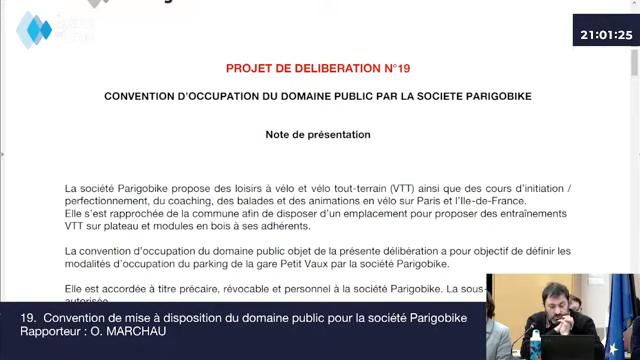 21:01:25
PROJET DE DELIBERATION N°19
CONVENTION D'OCCUPATION DU DOMAINE PUBLIC PAR LA SOCIETE PARIGOBIKE
Note de présentation
La société Parigobike propose des loisirs à vélo et vélo tout-terrain (VTT) ainsi que des cours d'initiation /
perfectionnement, du coaching, des balades et des animations en vélo sur Paris et l'Ile-de-France.
Elle s'est rapprochée de la commune afin de disposer d'un emplacement pour proposer des entraînements
VTT sur plateau et modules en bois à ses adhérents.
La convention d'occupation du domaine public objet de la présente délibération a pour objectif de définir les
modalités d'occupation du parking de la gare Petit Vaux par la société Parigobike.
Elle est accordée à titre précaire, révocable et personnel à la société Parigobike. La sous-
autorisée.
19. Convention de mise à disposition du domaine public pour la société Parigobike
Rapporteur : O. MARCHAU